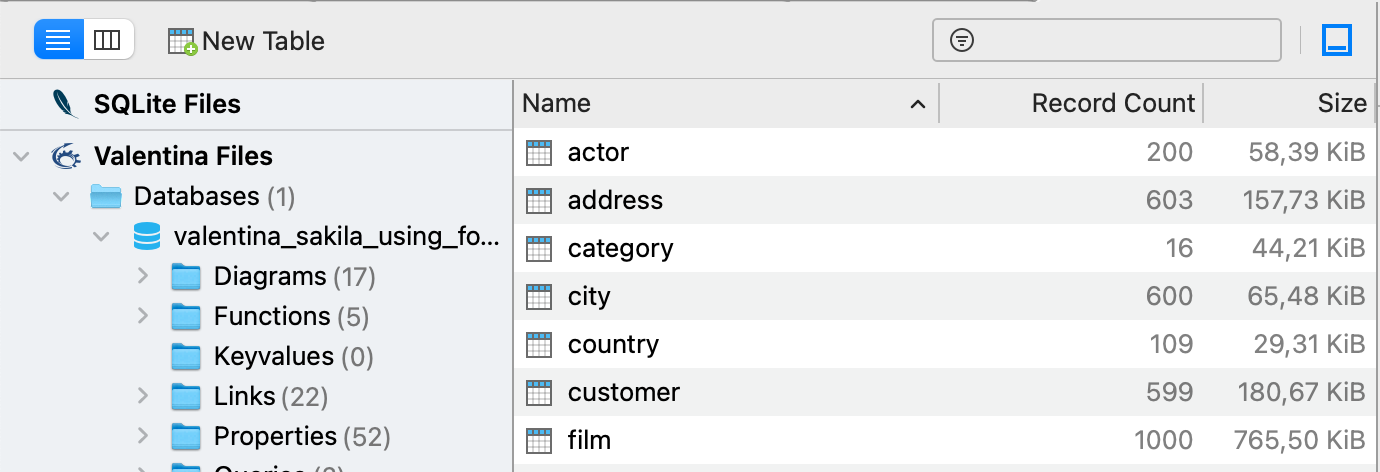 New Table
SQLite Files
Valentina Files
Databases (1)
valentina_sakila_using_fo...
Diagrams (17)
Functions (5)
Keyvalues (0)
Links (22)
Properties (52)
Name Record Count Size
actor 200 58,39 KiB
address 603 157,73 KiB
category 16 44,21 KiB
city 600 65,48 KiB
country 109 29,31 KiB
customer 599 180,67 KiB
film 1000 765,50 KiB